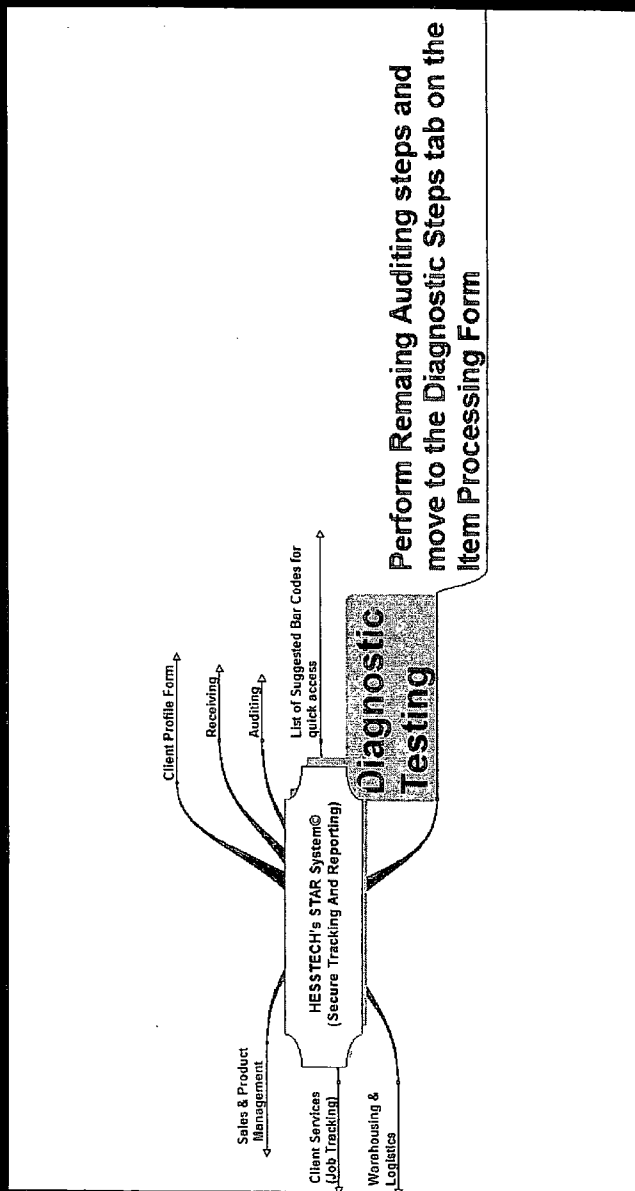 Sales & Product
Management
Client Services
(Job Tracking)
Warehousing &
Logistics
HESSTECH's STAR System©
(Secure Tracking And Reporting)
Client Profile Form
Receiving
Auditing
List of Suggested Bar Codes for
quick access
Diagnostic
Testing
Perform Remaing Auditing steps and
move to the Diagnostic Steps tab on the
Item Processing Form